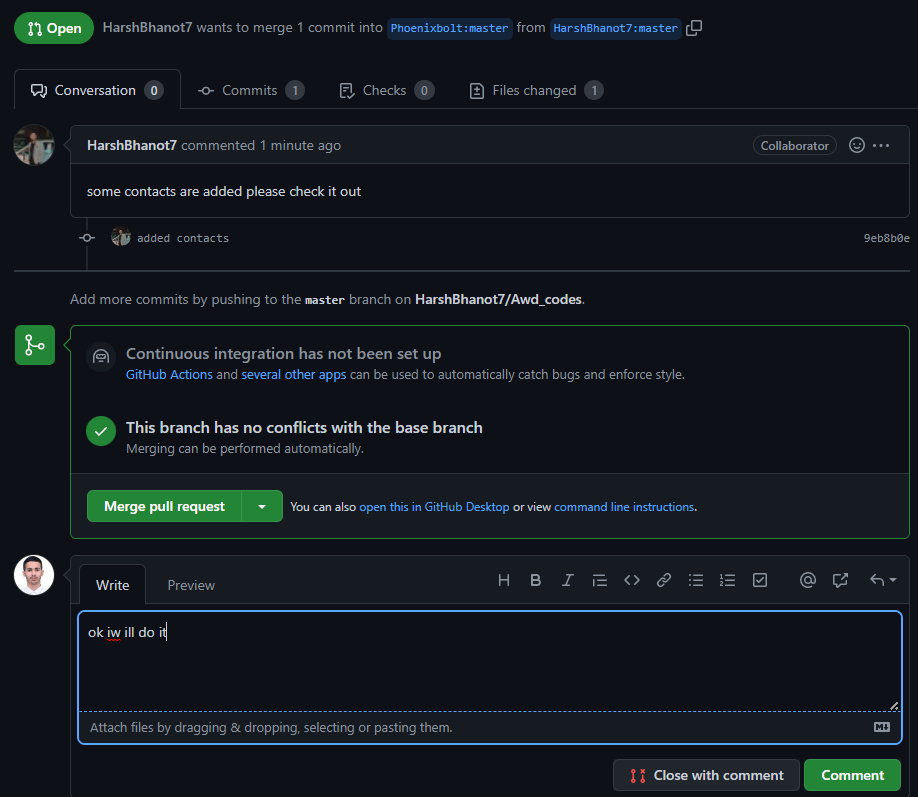 Open HarshBhanot7 wants to merge 1 commit into Phoenixbolt:master from HarshBhanot7:master
Conversation 0 Commits 1 Checks 0 Files changed 1
HarshBhanot7 commented 1 minute ago Collaborator
some contacts are added please check it out
added contacts 9eb8b0e
Add more commits by pushing to the master branch on HarshBhanot7/Awd_codes.
Continuous integration has not been set up
GitHub Actions and several other apps can be used to automatically catch bugs and enforce style.
This branch has no conflicts with the base branch
Merging can be performed automatically.
Merge pull request You can also open this in GitHub Desktop or view command line instructions.
Write Preview
ok iw ill do it
Attach files by dragging & dropping, selecting or pasting them.
Close with comment Comment